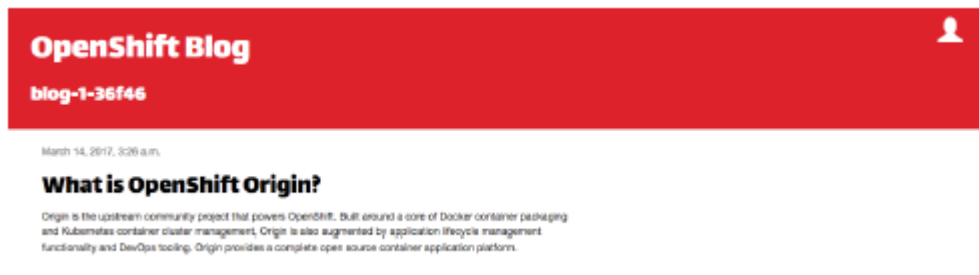 OpenShift Blog
blog-1-36f46
March 14, 2017, 3:26 a.m.
What is OpenShift Origin?
Origin is the upstream community project that powers OpenShift. Built around a core of Docker container packaging
and Kubernetes container cluster management, Origin is also augmented by application lifecycle management
functionality and DevOps tooling. Origin provides a complete open source container application platform.